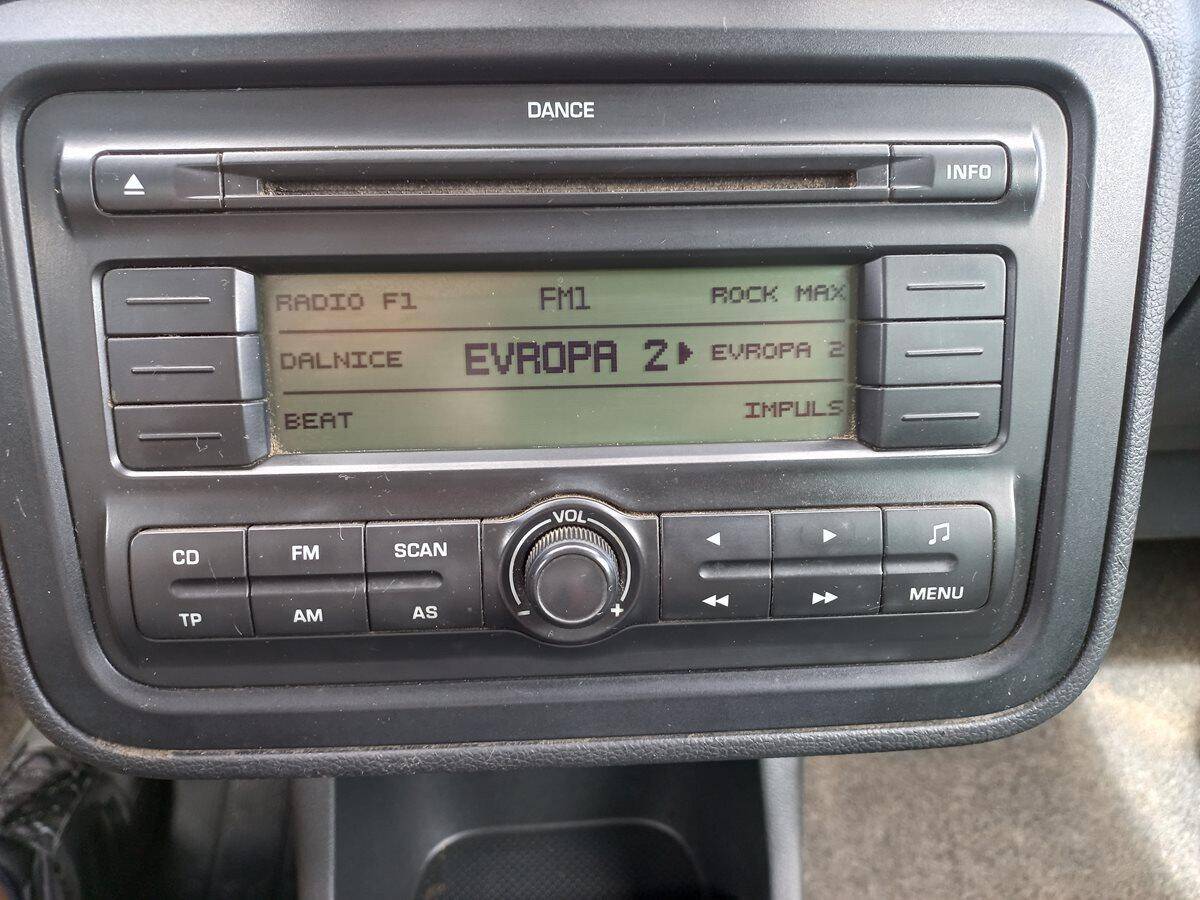 DANCE
INFO
RADIO F1 FM1 ROCK MAX
DALNICE EVROPA 2 EVROPA 2
BEAT IMPULS
VOL
CD FM SCAN
- +
TP AM AS MENU